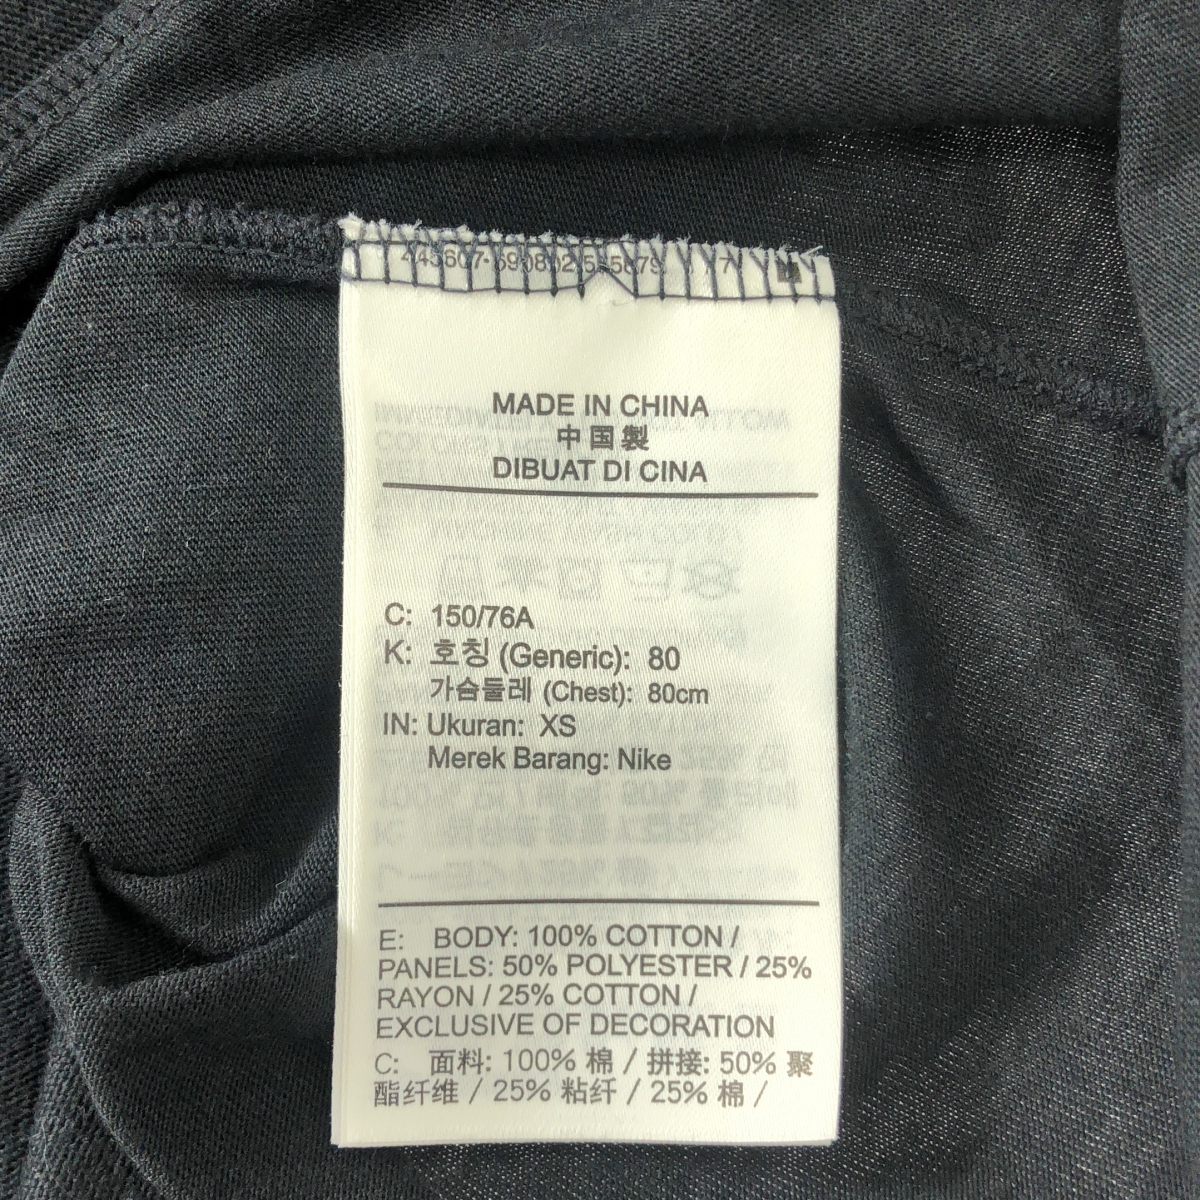 MADE IN CHINA
中国製
DIBUAT DI CINA
C: 150/76A
K: 호칭 (Generic): 80
가슴둘레 (Chest): 80cm
IN: Ukuran: XS
Merek Barang: Nike
E: BODY: 100% COTTON /
PANELS: 50% POLYESTER / 25%
RAYON / 25% COTTON /
EXCLUSIVE OF DECORATION
C: 面料: 100% 棉 / 拼接: 50% 聚
酯纤维 / 25% 粘纤 / 25% 棉 /